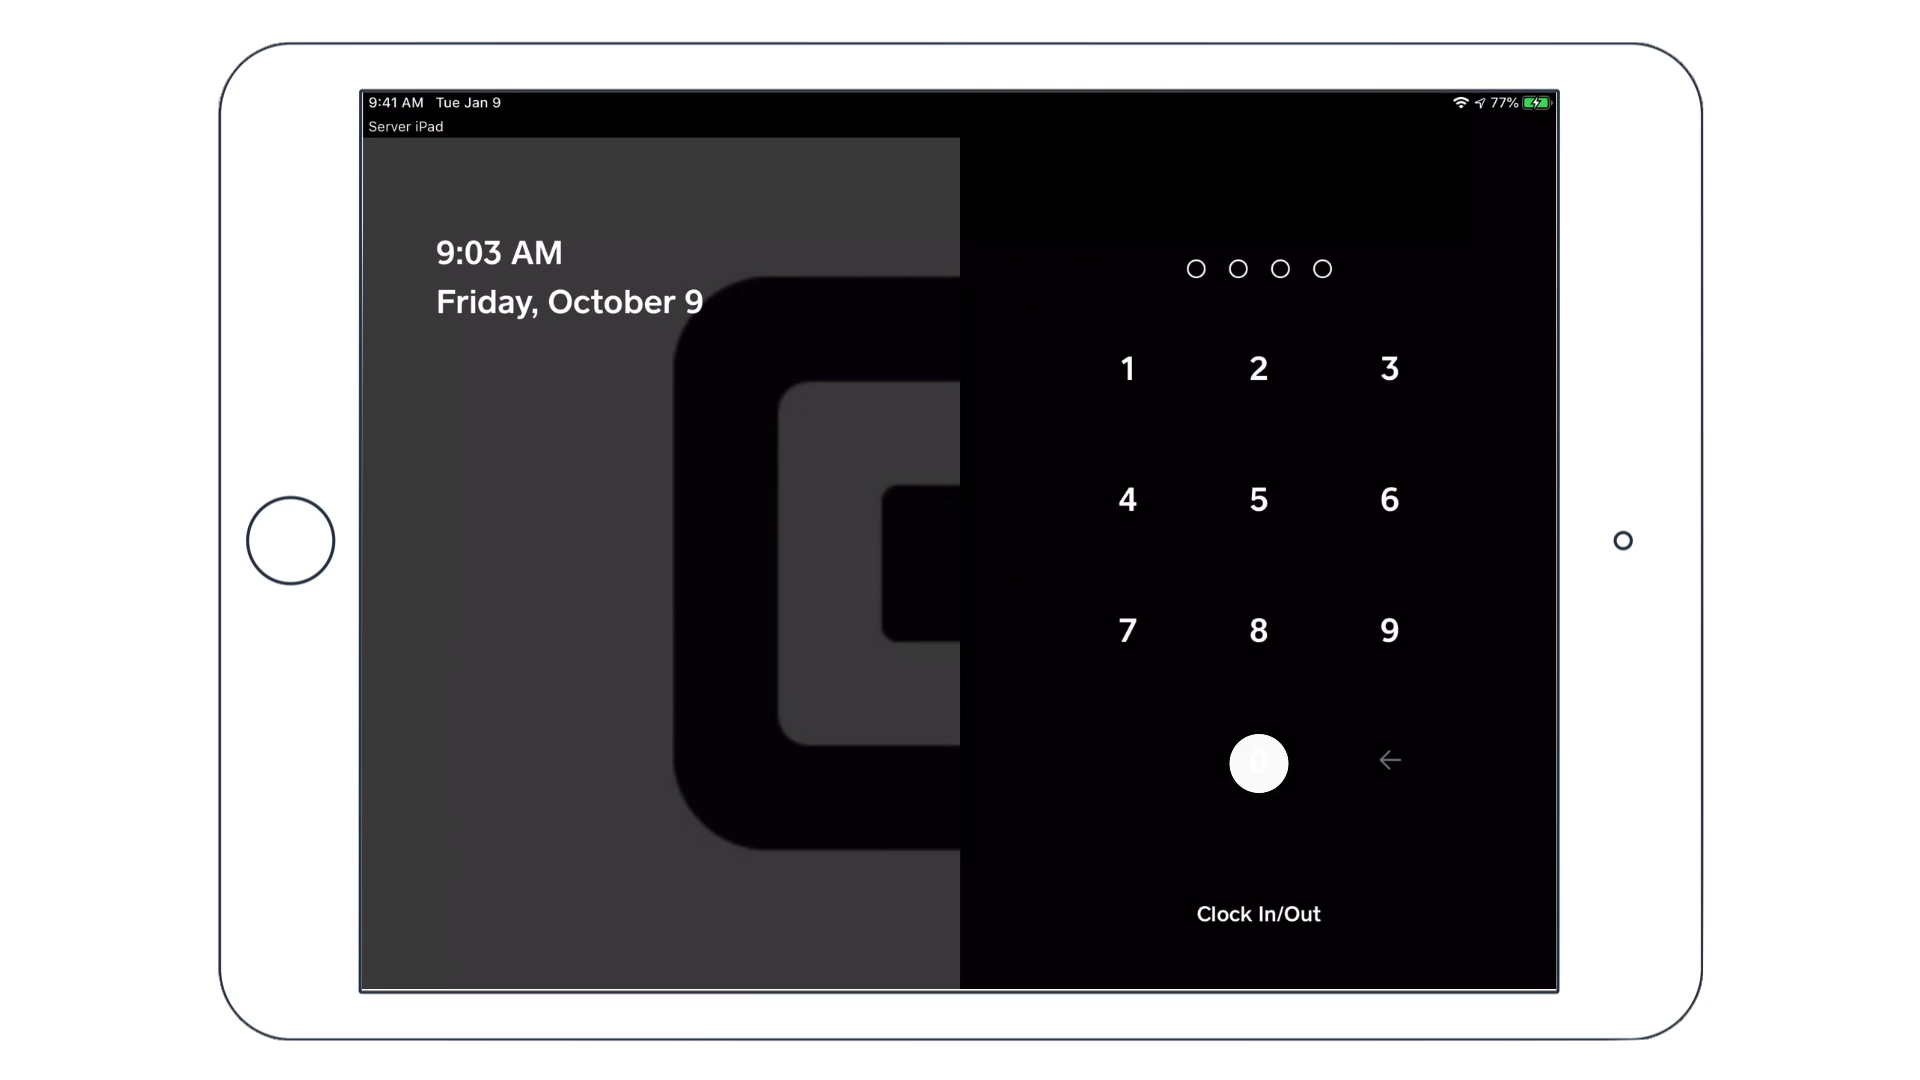 9:41 AM Tue Jan 9
77%
Server iPad
9:03 AM
Friday, October 9
1 2 3
4 5 6
7 8 9
0
Clock In/Out